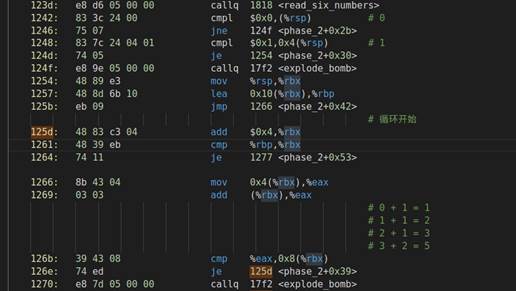 123d: e8 d6 05 00 00 callq 1818 <read_six_numbers>
1242: 83 3c 24 00 cmpl $0x0,(%rsp) # 0
1246: 75 07 jne 124f <phase_2+0x2b>
1248: 83 7c 24 04 01 cmpl $0x1,0x4(%rsp) # 1
124d: 74 05 je 1254 <phase_2+0x30>
124f: e8 9e 05 00 00 callq 17f2 <explode_bomb>
1254: 48 89 e3 mov %rsp,%rbx
1257: 48 8d 6b 10 lea 0x10(%rbx),%rbp
125b: eb 09 jmp 1266 <phase_2+0x42>
# 循环开始
125d: 48 83 c3 04 add $0x4,%rbx
1261: 48 39 eb cmp %rbp,%rbx
1264: 74 11 je 1277 <phase_2+0x53>
1266: 8b 43 04 mov 0x4(%rbx),%eax
1269: 03 03 add (%rbx),%eax
# 0 + 1 = 1
# 1 + 1 = 2
# 2 + 1 = 3
# 3 + 2 = 5
126b: 39 43 08 cmp %eax,0x8(%rbx)
126e: 74 ed je 125d <phase_2+0x39>
1270: e8 7d 05 00 00 callq 17f2 <explode_bomb>